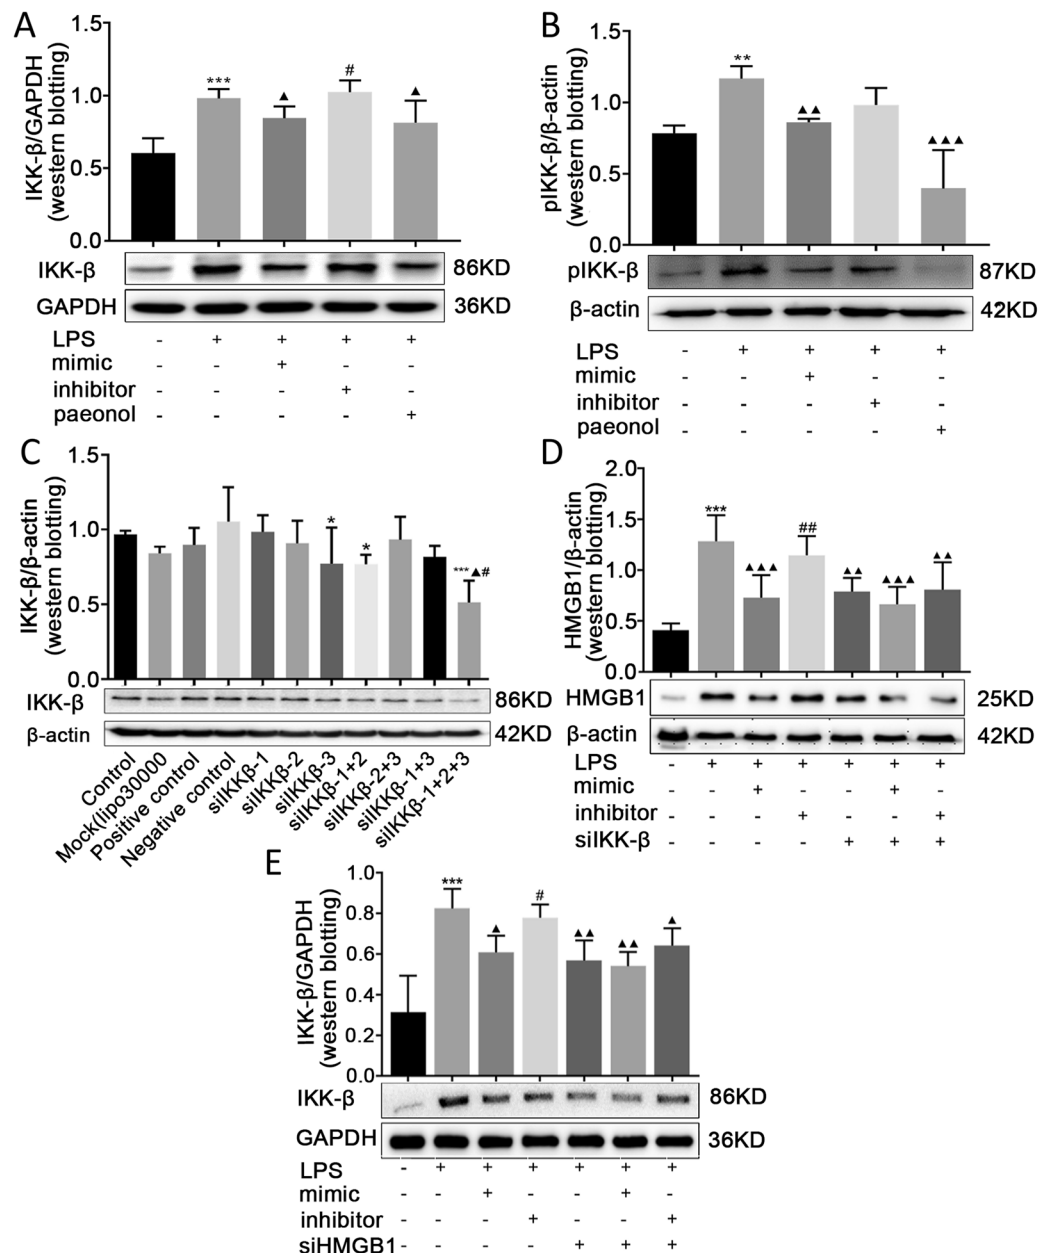 A
IKK-β/GAPDH
(western blotting)
1.5
1.0
0.5
0.0
***
▲
#
▲
IKK-β
86KD
GAPDH
36KD
LPS - + + + +
mimic - - + - -
inhibitor - - - + -
paeonol - - - - +
B
pIKK-β/β-actin
(western blotting)
1.5
1.0
0.5
0.0
**
▲▲
▲▲▲
pIKK-β
87KD
β-actin
42KD
LPS - + + + +
mimic - - + - -
inhibitor - - - + -
paeonol - - - - +
C
IKK-β/β-actin
(western blotting)
1.5
1.0
0.5
0.0
*
*
***▲#
IKK-β
86KD
β-actin
42KD
Control
Mock(lipo30000)
Positive control
Negative control
siIKKβ-1
siIKKβ-2
siIKKβ-3
siIKKβ-1+2
siIKKβ-2+3
siIKKβ-1+3
siIKKβ-1+2+3
D
HMGB1/β-actin
(western blotting)
2.0
1.5
1.0
0.5
0.0
***
▲▲▲
##
▲▲
▲▲▲
▲▲
HMGB1
25KD
β-actin
42KD
LPS - + + + + + +
mimic - - + - - + -
inhibitor - - - + - - +
siIKK-β - - - - + + +
E
IKK-β/GAPDH
(western blotting)
1.0
0.8
0.6
0.4
0.2
0.0
***
▲
#
▲▲
▲▲
▲
IKK-β
86KD
GAPDH
36KD
LPS - + + + + + +
mimic - - + - - + -
inhibitor - - - + - - +
siHMGB1 - - - - + + +